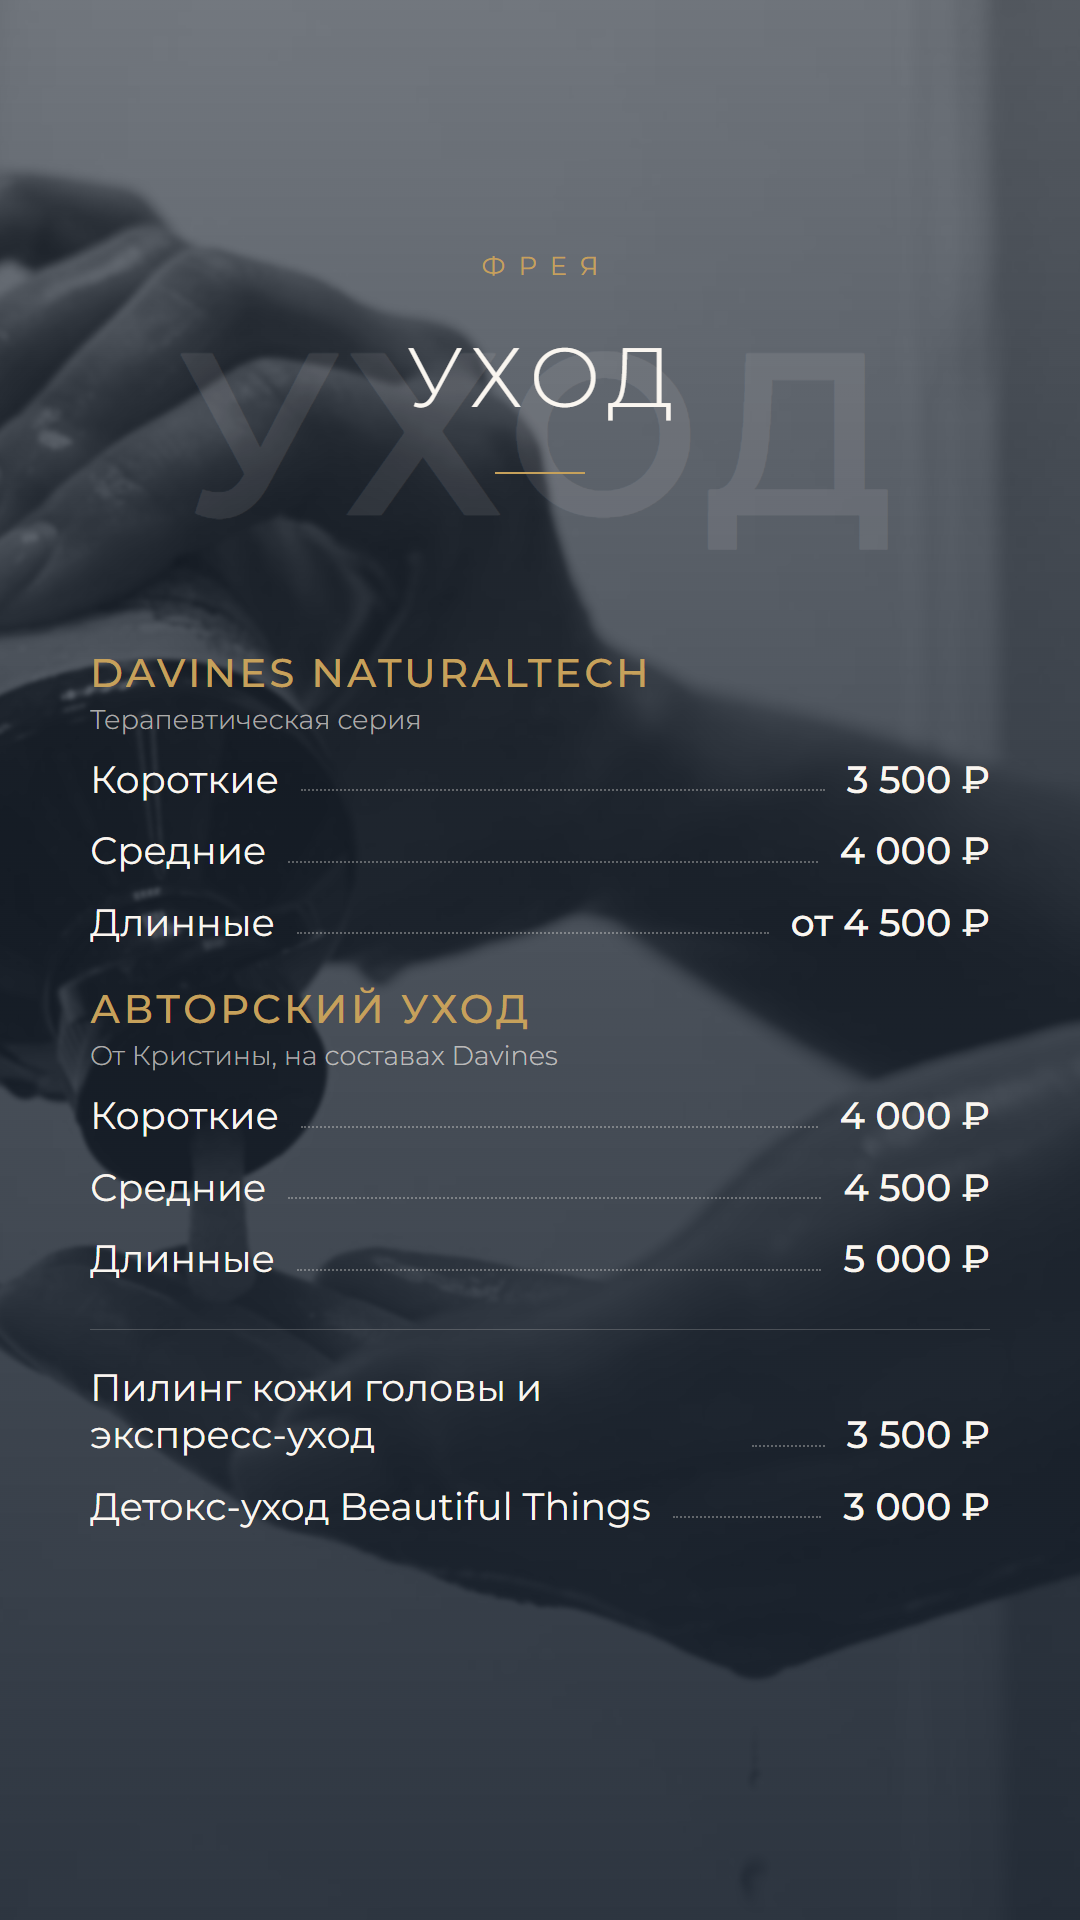 ФРЕЯ
УХОД
УХОД
DAVINES NATURALTECH
Терапевтическая серия
Короткие 3 500 ₽
Средние 4 000 ₽
Длинные от 4 500 ₽
АВТОРСКИЙ УХОД
От Кристины, на составах Davines
Короткие 4 000 ₽
Средние 4 500 ₽
Длинные 5 000 ₽
Пилинг кожи головы и
экспресс-уход 3 500 ₽
Детокс-уход Beautiful Things 3 000 ₽